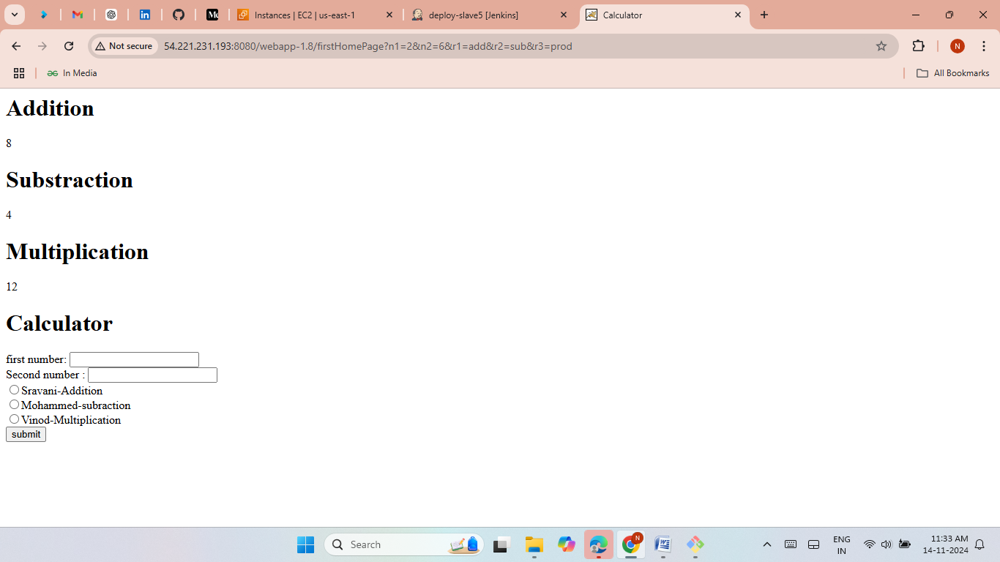 Instances | EC2 | us-east-1
deploy-slave5 [Jenkins]
Calculator
Not secure
54.221.231.193:8080/webapp-1.8/firstHomePage?n1=2&n2=6&r1=add&r2=sub&r3=prod
N
In Media
All Bookmarks
Addition
8
Substraction
4
Multiplication
12
Calculator
first number:
Second number :
Sravani-Addition
Mohammed-subraction
Vinod-Multiplication
submit
Search
N
ENG
IN
11:33 AM
14-11-2024